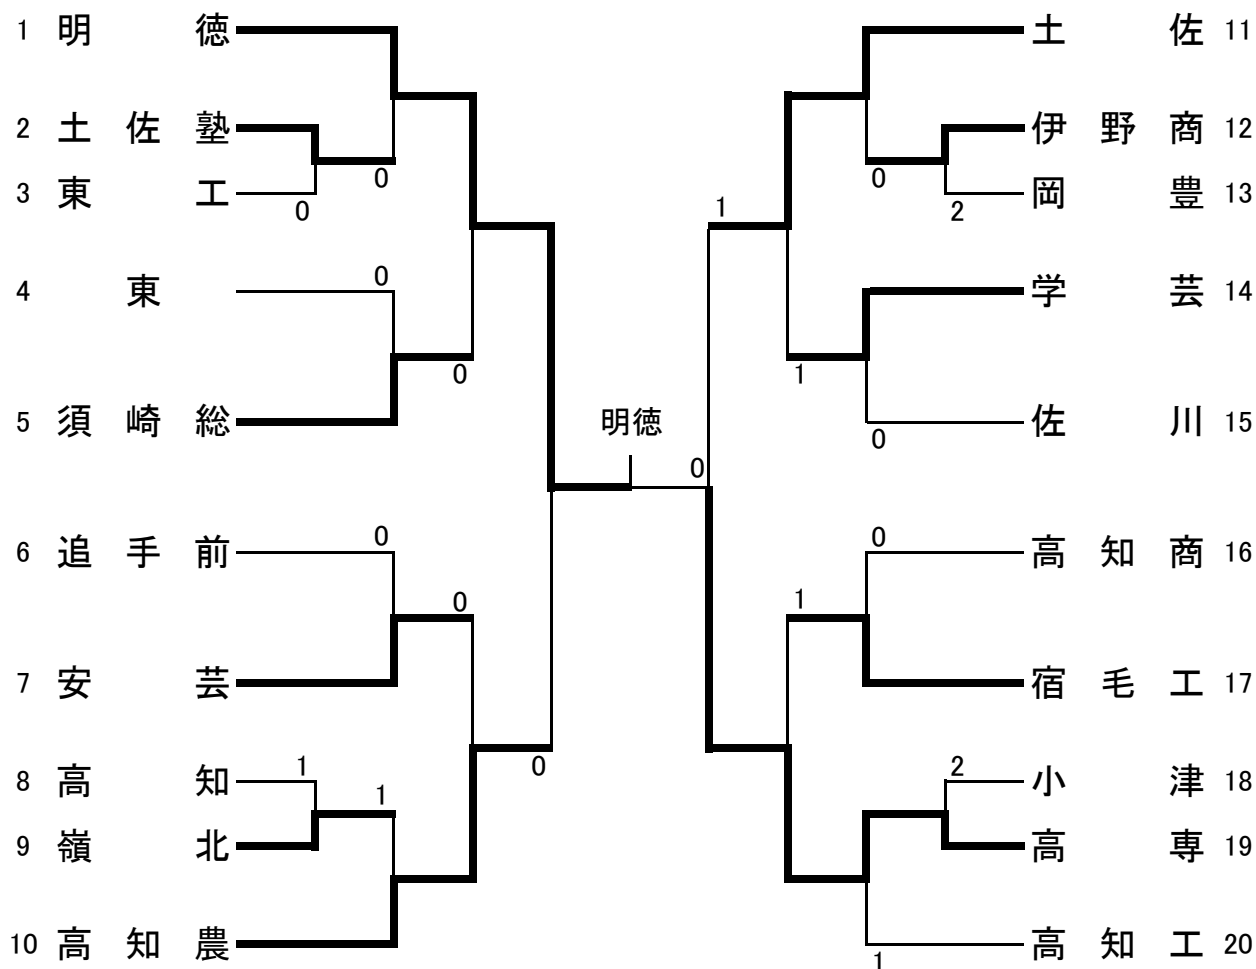 1 明徳
2 土佐塾
0
3 東工
0
4 東
0
5 須崎総
0
6 追手前
0
7 安芸
0
8 高知
1
9 嶺北
1
10 高知農
0
明徳
0
1
土佐 11
伊野商 12
0
岡豊 13
2
学芸 14
1
佐川 15
0
高知商 16
0
1
宿毛工 17
小津 18
2
高専 19
高知工 20
1